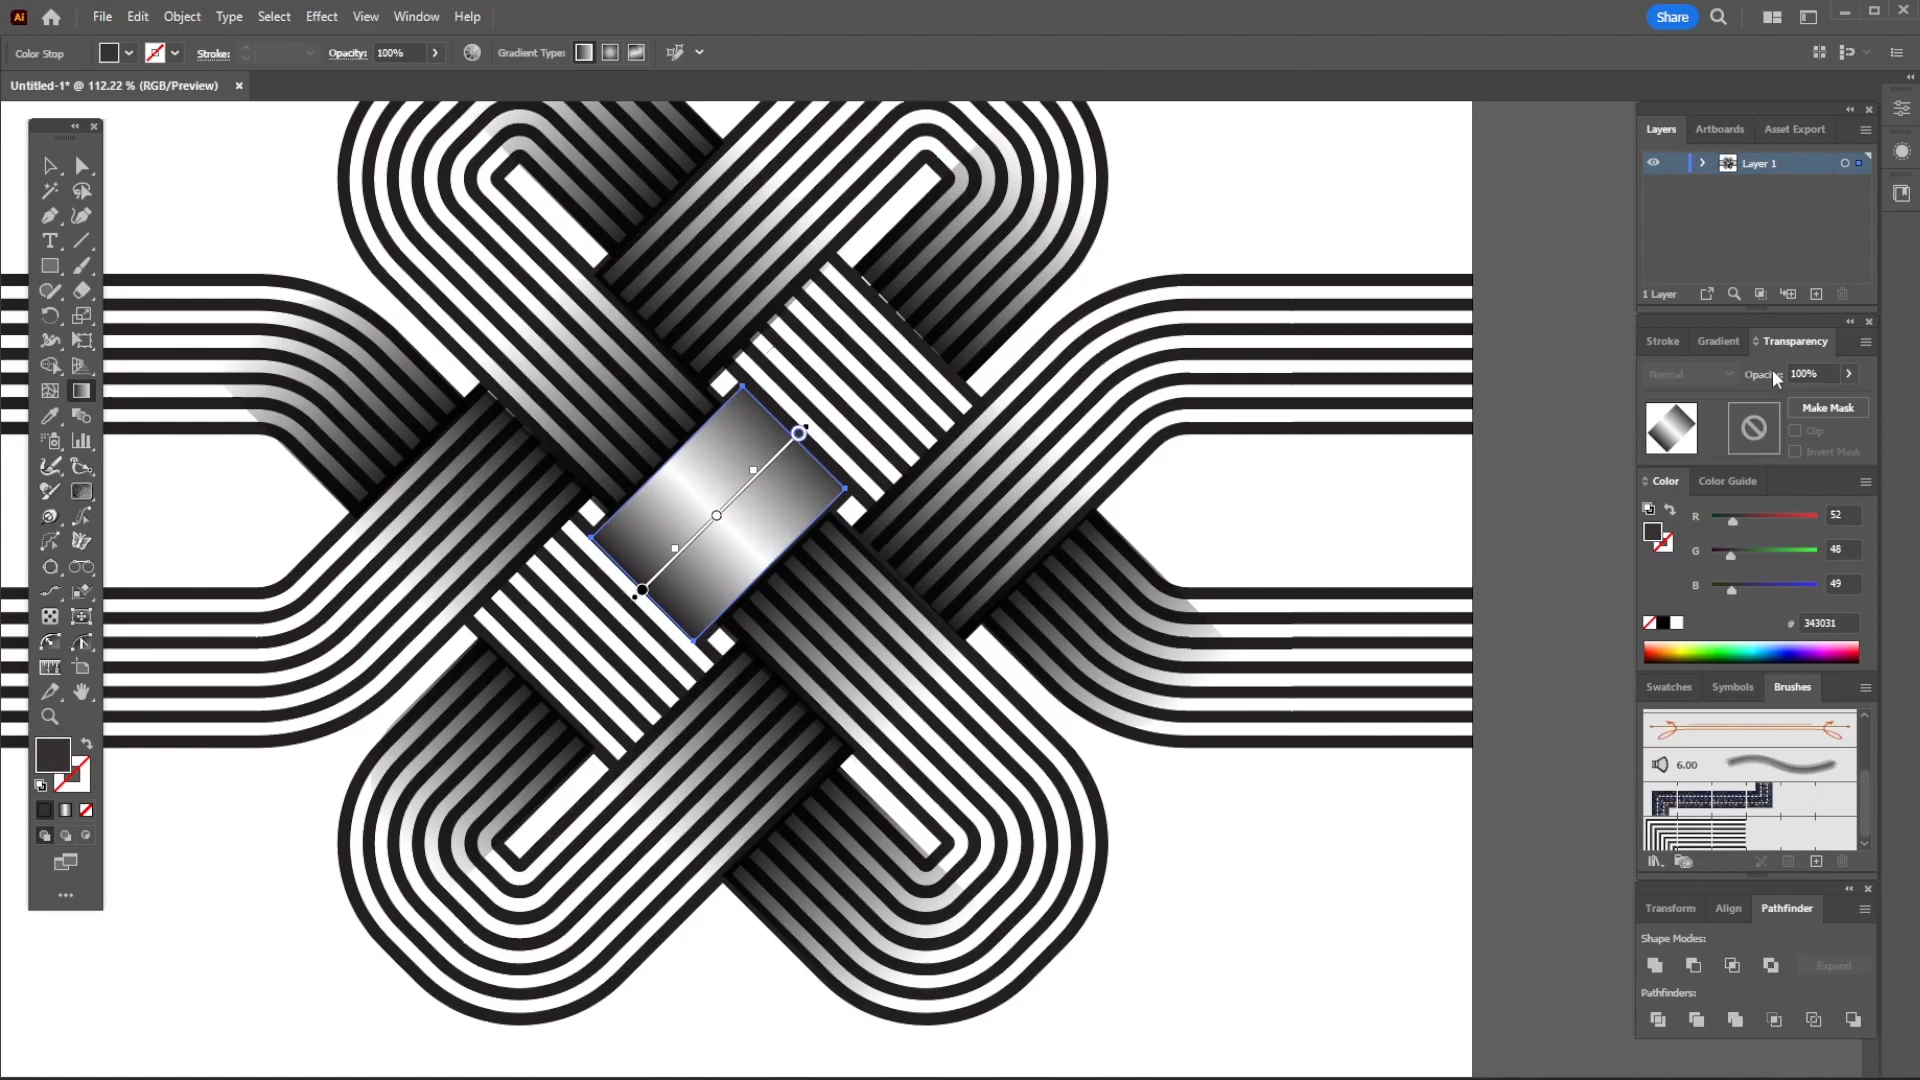 Ai File Edit Object Type Select Effect View Window Help Share
Color Stop Stroke: Opacity: 100% Gradient Type:
Untitled-1* @ 112.22 % (RGB/Preview) ×
Layers Artboards Asset Export
Layer 1
1 Layer
Stroke Gradient Transparency
Normal Opacity: 100%
Make Mask
Clip
Invert Mask
Color Color Guide
R 52
G 48
B 49
# 343031
Swatches Symbols Brushes
6.00
Transform Align Pathfinder
Shape Modes:
Expand
Pathfinders: